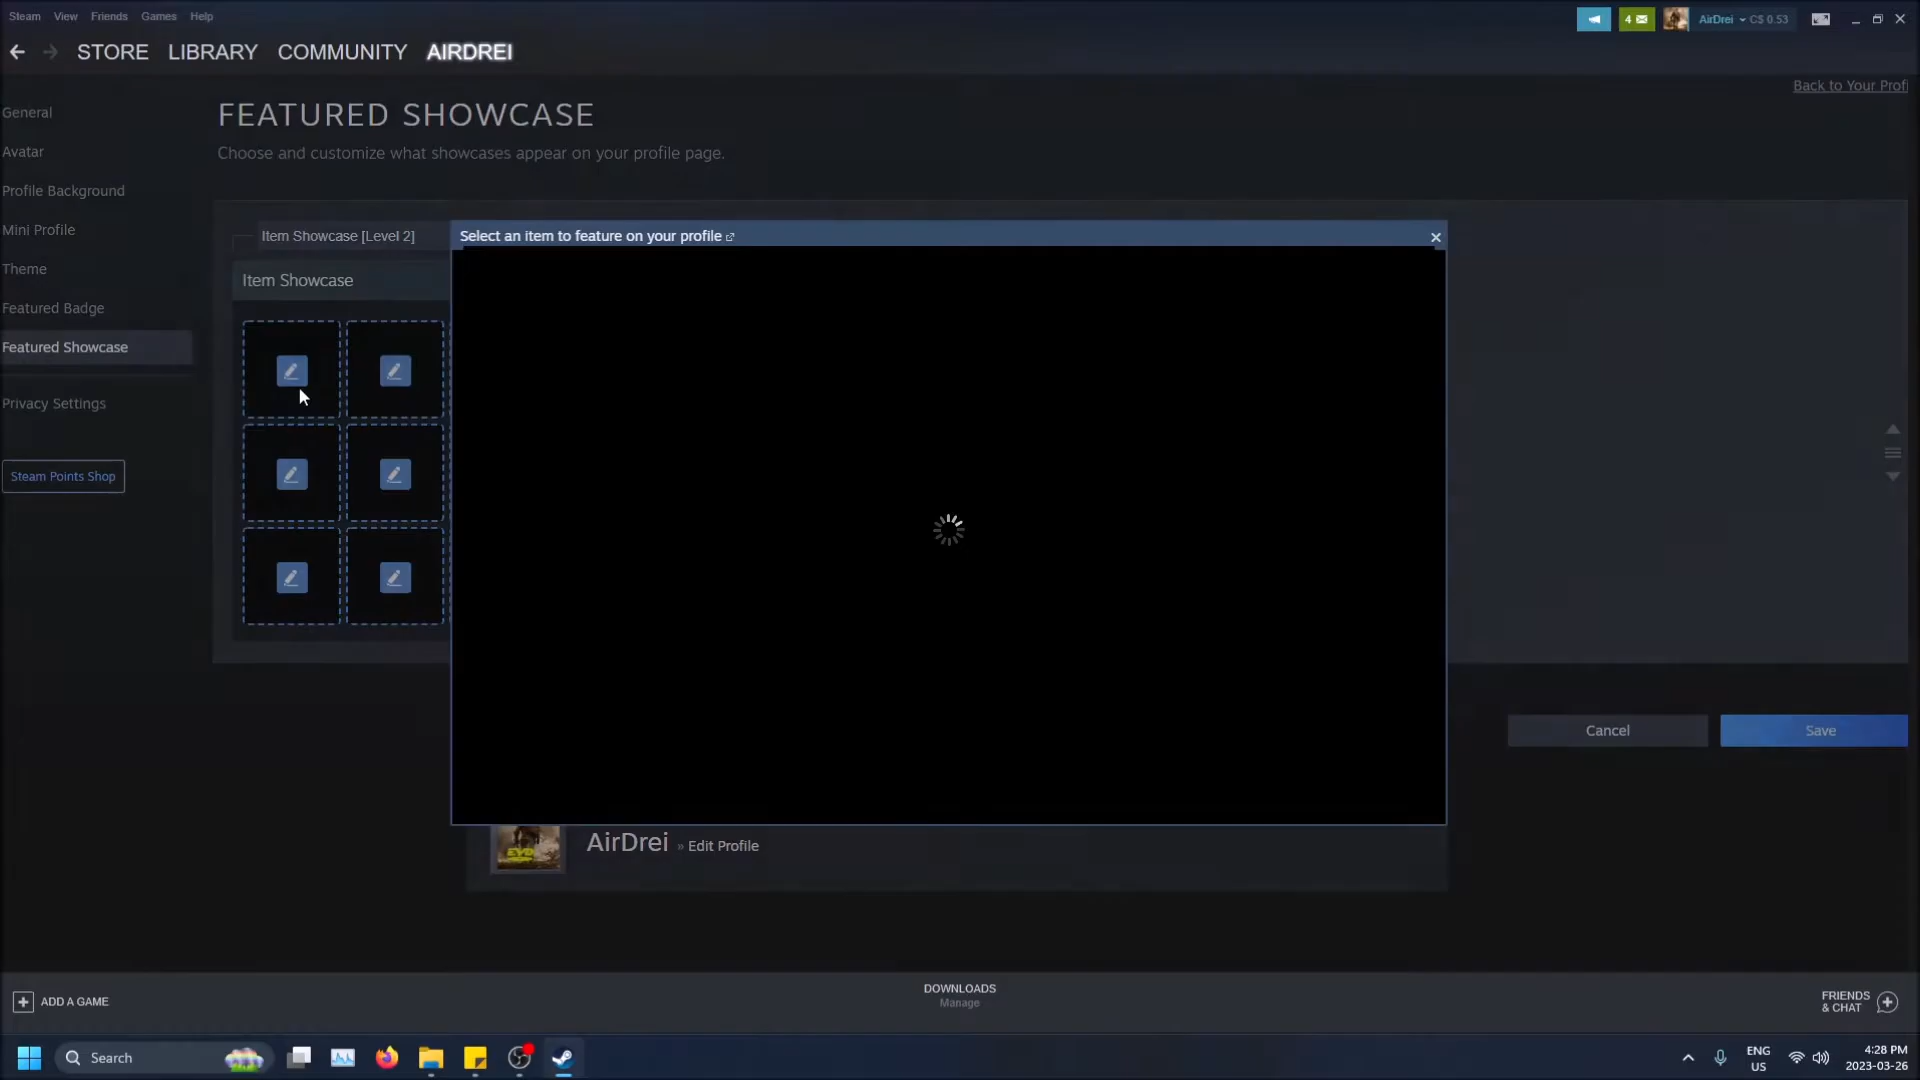 Steam View Friends Games Help
4
AirDrei C$ 0.53
STORE LIBRARY COMMUNITY AIRDREI
Back to Your Profi
General
Avatar
Profile Background
Mini Profile
Theme
Featured Badge
Featured Showcase
Privacy Settings
Steam Points Shop
FEATURED SHOWCASE
Choose and customize what showcases appear on your profile page.
Item Showcase [Level 2]
Item Showcase
Select an item to feature on your profile
Cancel
Save
AirDrei » Edit Profile
ADD A GAME
DOWNLOADS
Manage
FRIENDS
& CHAT
Search
ENG
US
4:28 PM
2023-03-26